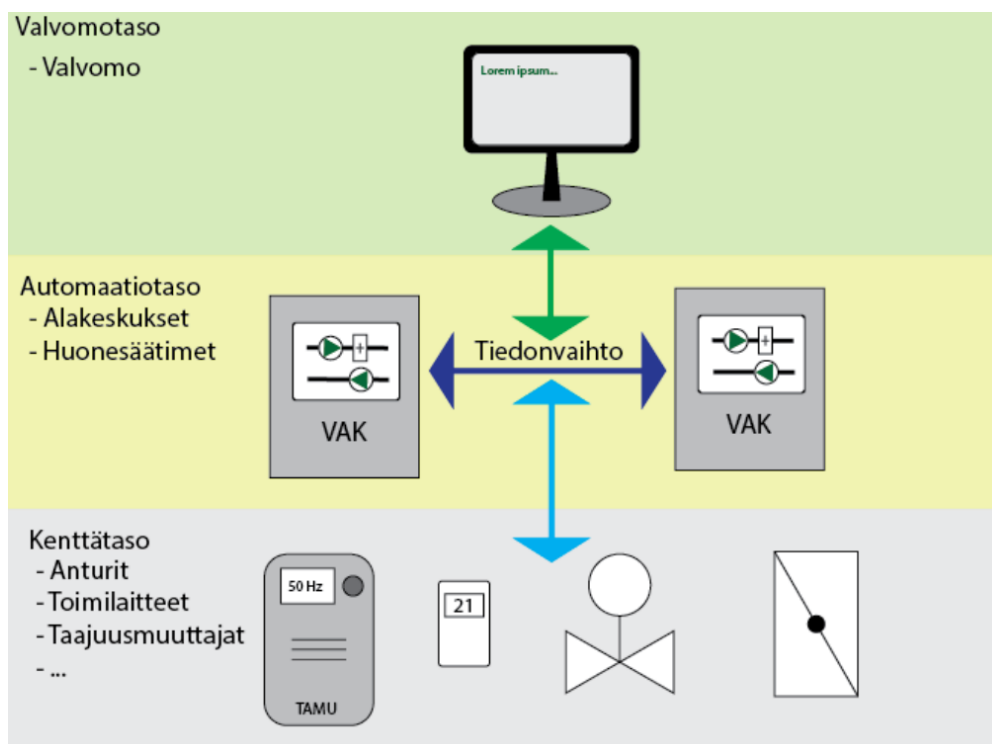 Valvomotaso
- Valvomo
Lorem ipsum...
Automaatiotaso
- Alakeskukset
- Huonesäätimet
Tiedonvaihto
VAK
VAK
Kenttätaso
- Anturit
- Toimilaitteet
- Taajuusmuuttajat
- ...
50 Hz
21
TAMU